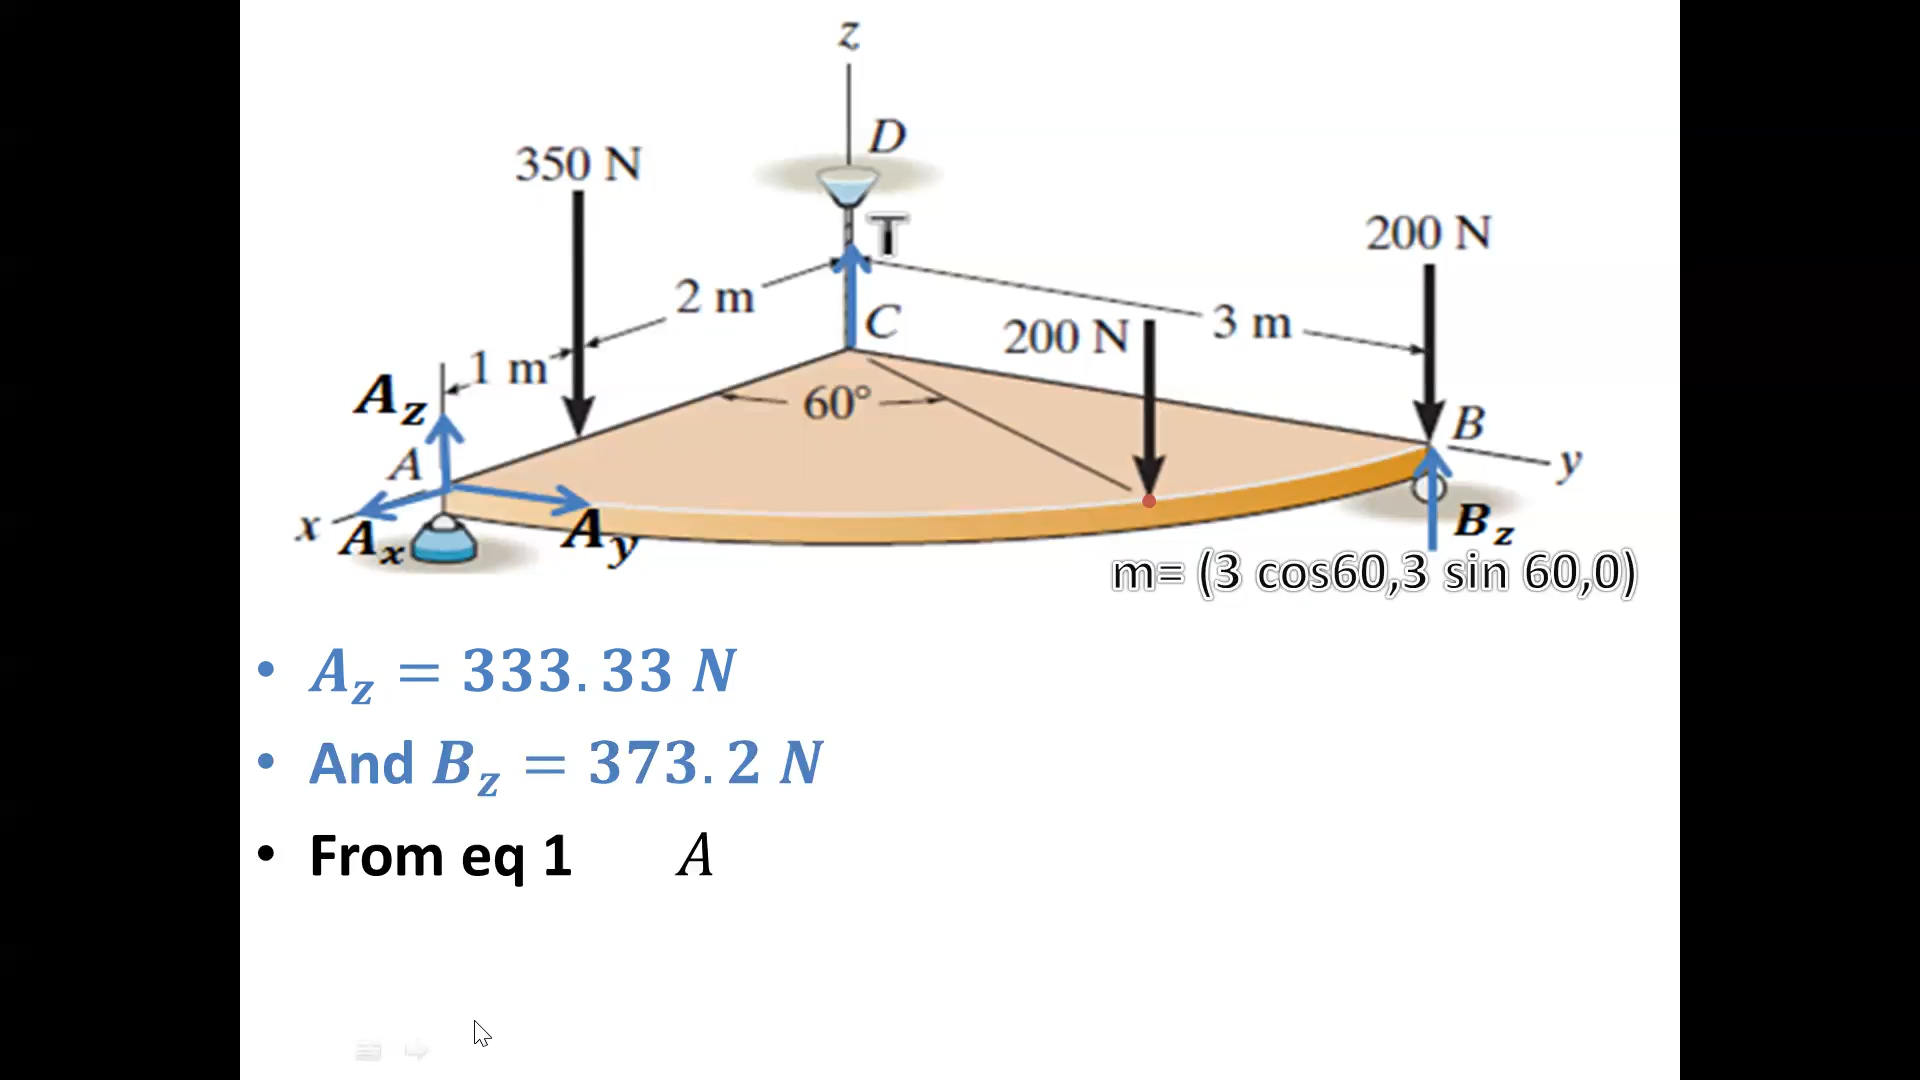 z
D
350 N
T
200 N
2 m
C
200 N
3 m
1 m
A_z
60°
B
A
y
x
A_x
A_y
B_z
m= (3 cos60,3 sin 60,0)
• A_z = 333.33 N
• And B_z = 373.2 N
• From eq 1 A